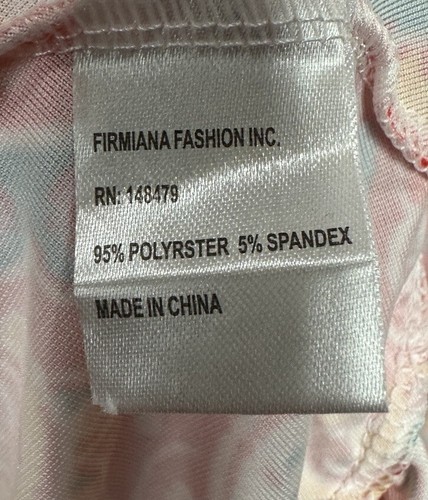 FIRMIANA FASHION INC.
RN: 148479
95% POLYRSTER 5% SPANDEX
MADE IN CHINA